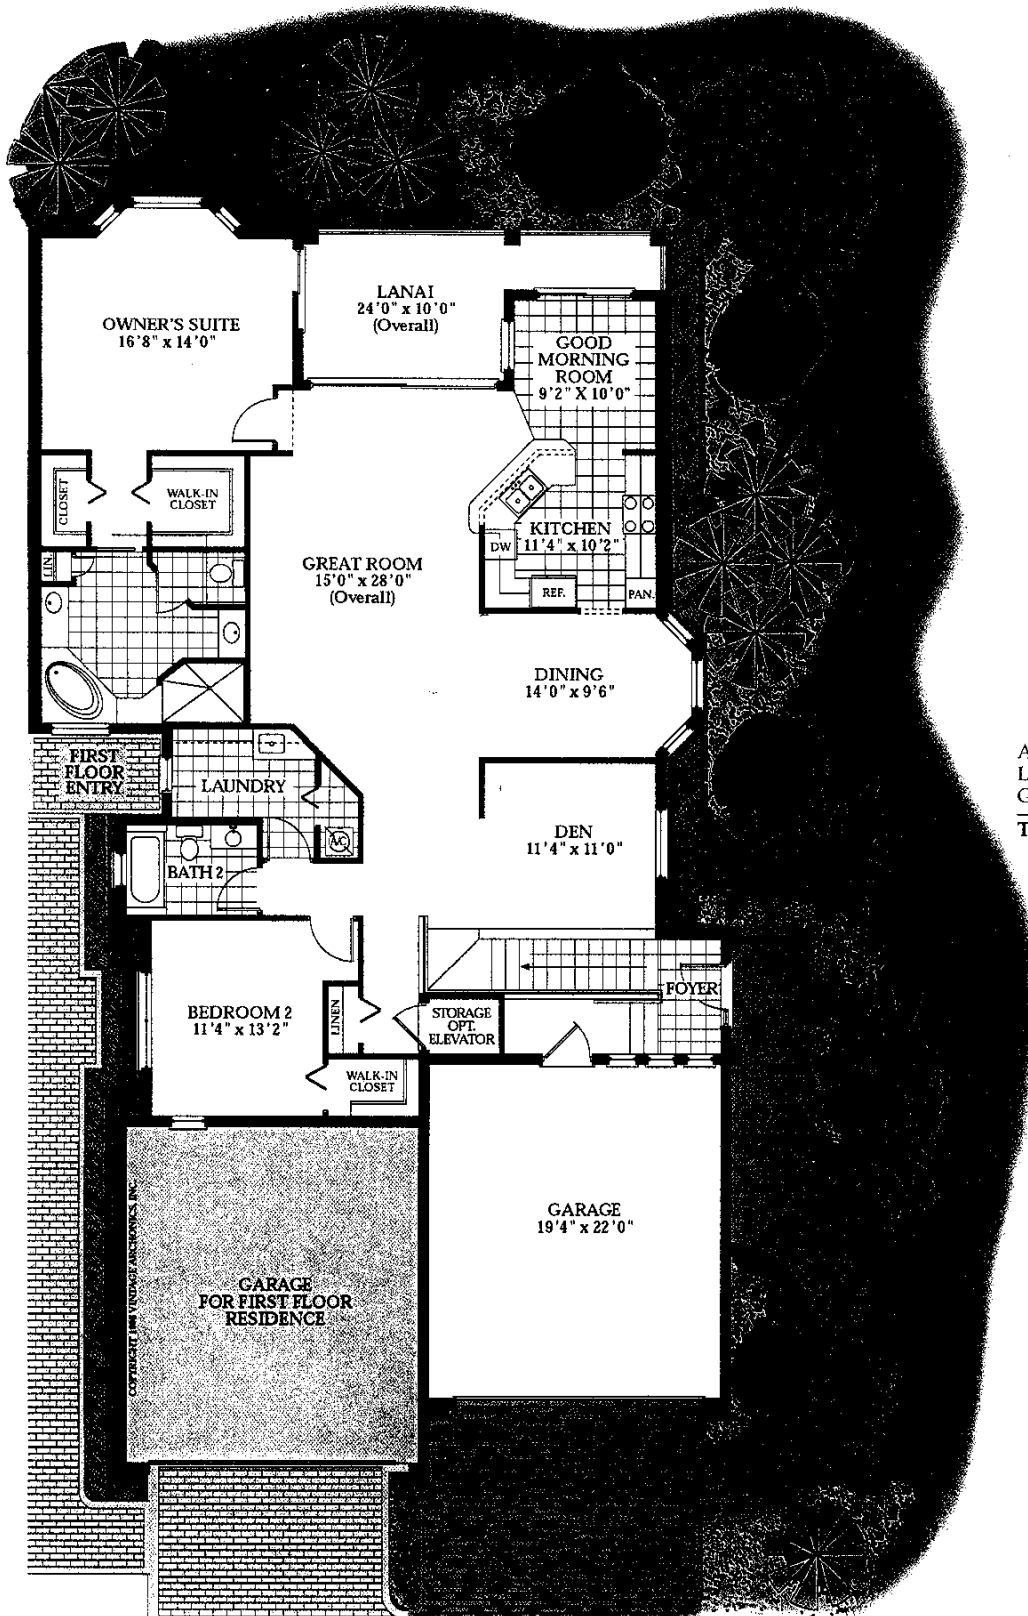 LANAI
24'0" x 10'0"
(Overall)
OWNER'S SUITE
16'8" x 14'0"
GOOD
MORNING
ROOM
9'2" X 10'0"
CLOSET
WALK-IN
CLOSET
KITCHEN
11'4" x 10'2"
DW
REF.
PAN.
LIN.
GREAT ROOM
15'0" x 28'0"
(Overall)
DINING
14'0" x 9'6"
FIRST
FLOOR
ENTRY
LAUNDRY
A/C
DEN
11'4" x 11'0"
BATH 2
A
L
G
T
FOYER
BEDROOM 2
11'4" x 13'2"
LINEN
STORAGE
OPT.
ELEVATOR
WALK-IN
CLOSET
GARAGE
19'4" x 22'0"
GARAGE
FOR FIRST FLOOR
RESIDENCE
COPYRIGHT INC.